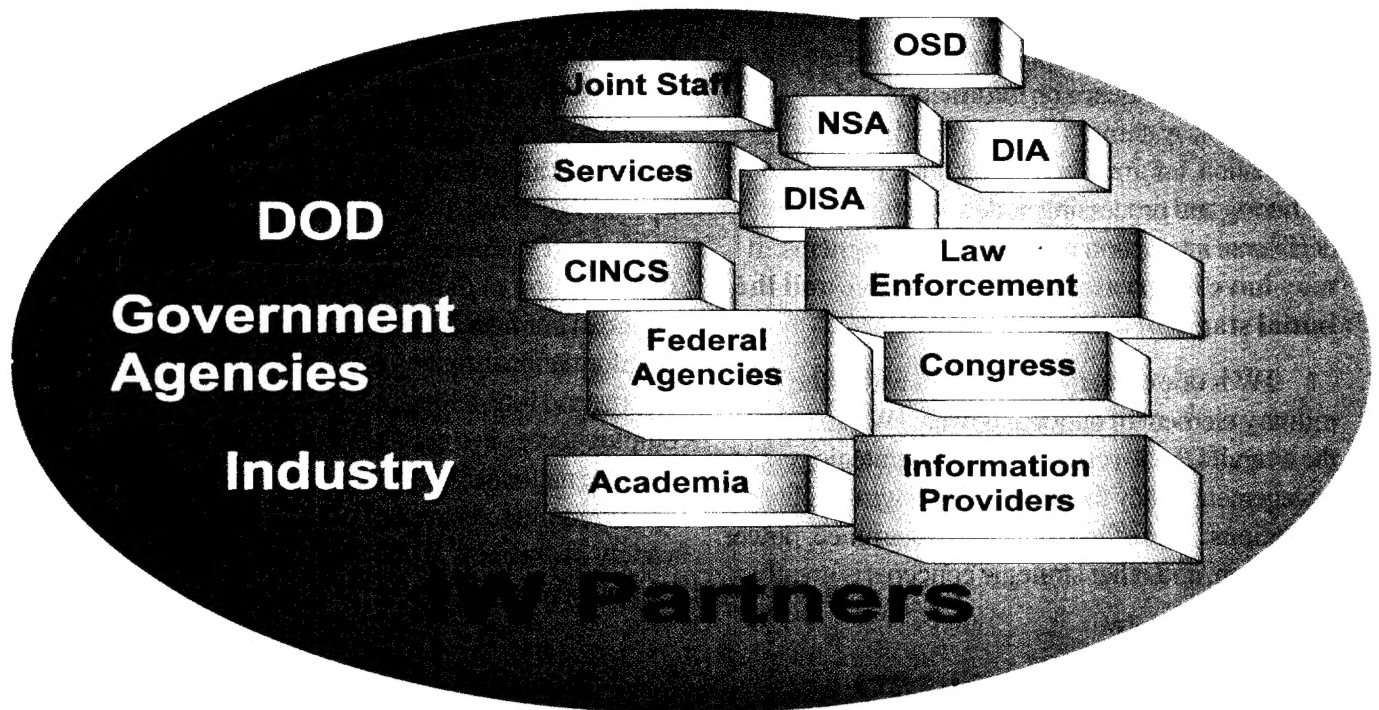 OSD
Joint Staff
NSA
DIA
Services
DISA
DOD
CINCS
Law
Enforcement
Government
Agencies
Federal
Agencies
Congress
Industry
Academia
Information
Providers
IW Partners